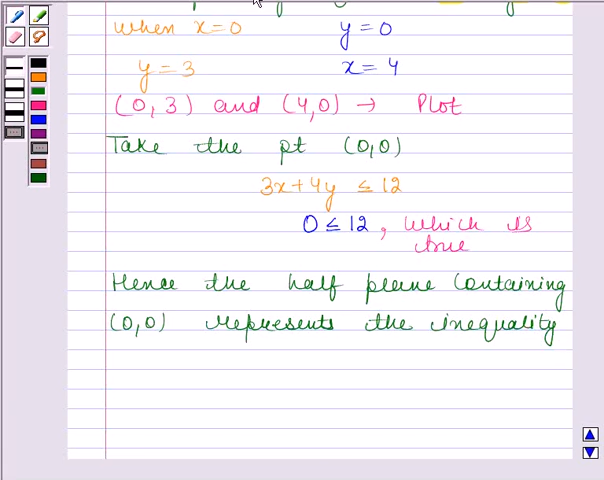 when x=0 y=0
y=3 x=4
(0,3) and (4,0) → Plot
Take the pt (0,0)
3x+4y ≤ 12
0 ≤ 12, which is
true
Hence the half plane containing
(0,0) represents the inequality